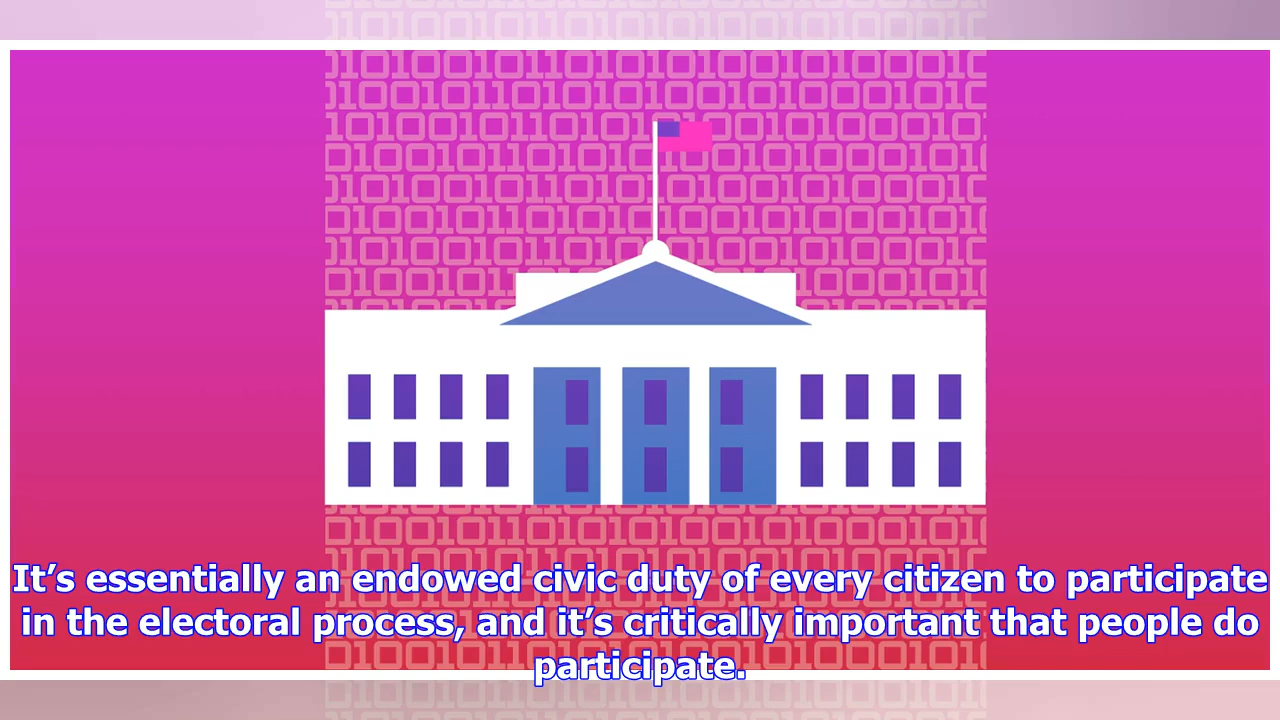 It’s essentially an endowed civic duty of every citizen to participate
in the electoral process, and it’s critically important that people do
participate.